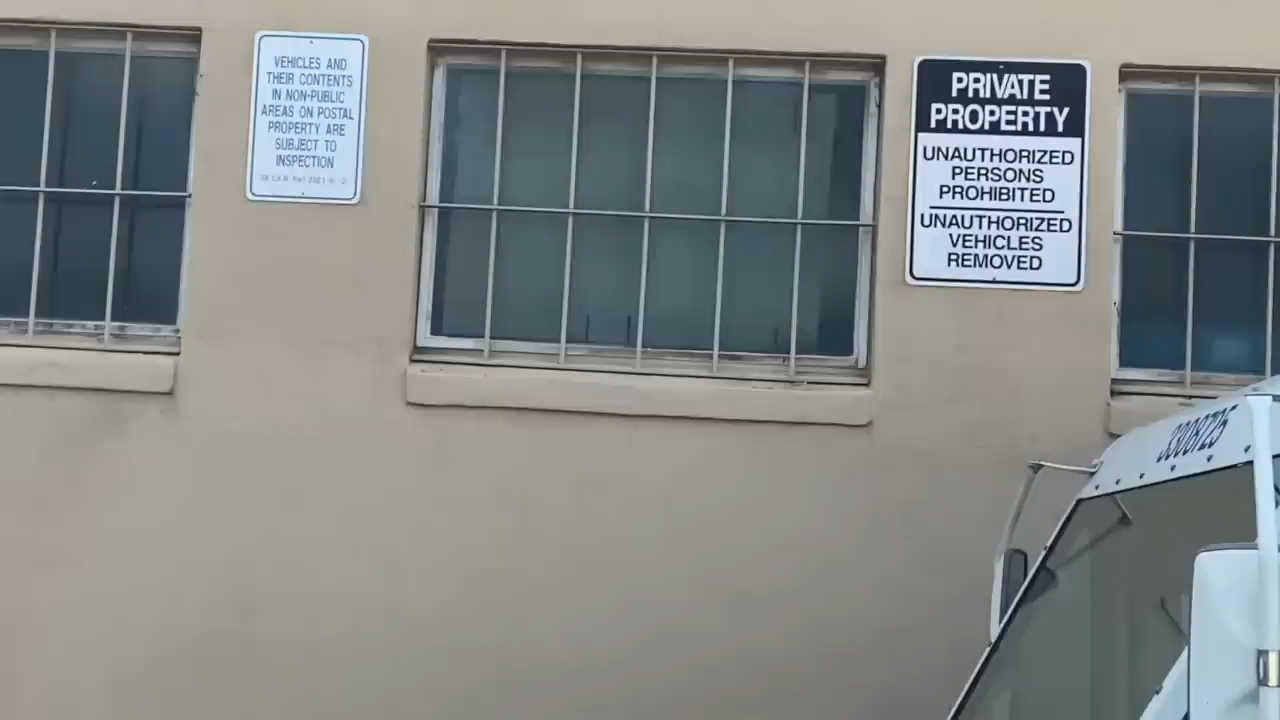 VEHICLES AND
THEIR CONTENTS
IN NON-PUBLIC
AREAS ON POSTAL
PROPERTY ARE
SUBJECT TO
INSPECTION
PRIVATE
PROPERTY
UNAUTHORIZED
PERSONS
PROHIBITED
UNAUTHORIZED
VEHICLES
REMOVED
3308725